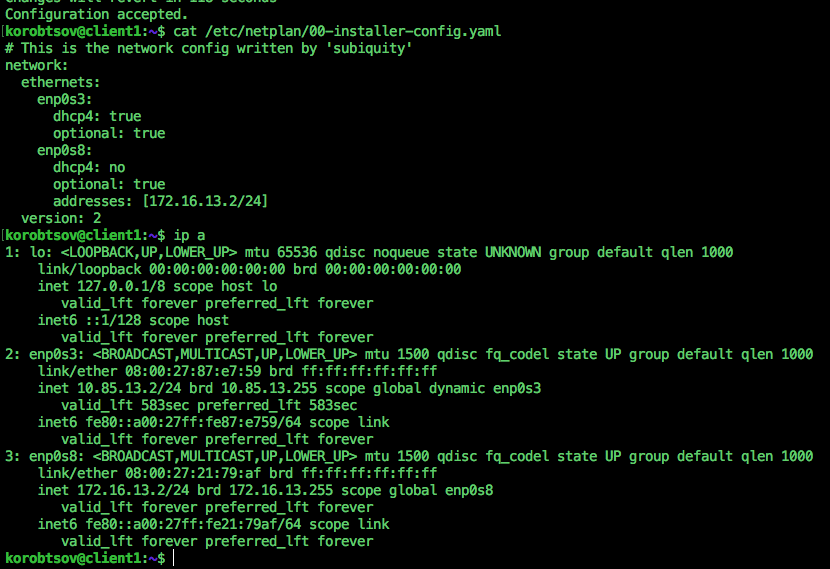 Changes will revert in 118 seconds
Configuration accepted.
[korobtsov@client1:~$ cat /etc/netplan/00-installer-config.yaml
# This is the network config written by 'subiquity'
network:
  ethernets:
    enp0s3:
      dhcp4: true
      optional: true
    enp0s8:
      dhcp4: no
      optional: true
      addresses: [172.16.13.2/24]
  version: 2
[korobtsov@client1:~$ ip a
1: lo: <LOOPBACK,UP,LOWER_UP> mtu 65536 qdisc noqueue state UNKNOWN group default qlen 1000
    link/loopback 00:00:00:00:00:00 brd 00:00:00:00:00:00
    inet 127.0.0.1/8 scope host lo
       valid_lft forever preferred_lft forever
    inet6 ::1/128 scope host
       valid_lft forever preferred_lft forever
2: enp0s3: <BROADCAST,MULTICAST,UP,LOWER_UP> mtu 1500 qdisc fq_codel state UP group default qlen 1000
    link/ether 08:00:27:87:e7:59 brd ff:ff:ff:ff:ff:ff
    inet 10.85.13.2/24 brd 10.85.13.255 scope global dynamic enp0s3
       valid_lft 583sec preferred_lft 583sec
    inet6 fe80::a00:27ff:fe87:e759/64 scope link
       valid_lft forever preferred_lft forever
3: enp0s8: <BROADCAST,MULTICAST,UP,LOWER_UP> mtu 1500 qdisc fq_codel state UP group default qlen 1000
    link/ether 08:00:27:21:79:af brd ff:ff:ff:ff:ff:ff
    inet 172.16.13.2/24 brd 172.16.13.255 scope global enp0s8
       valid_lft forever preferred_lft forever
    inet6 fe80::a00:27ff:fe21:79af/64 scope link
       valid_lft forever preferred_lft forever
korobtsov@client1:~$